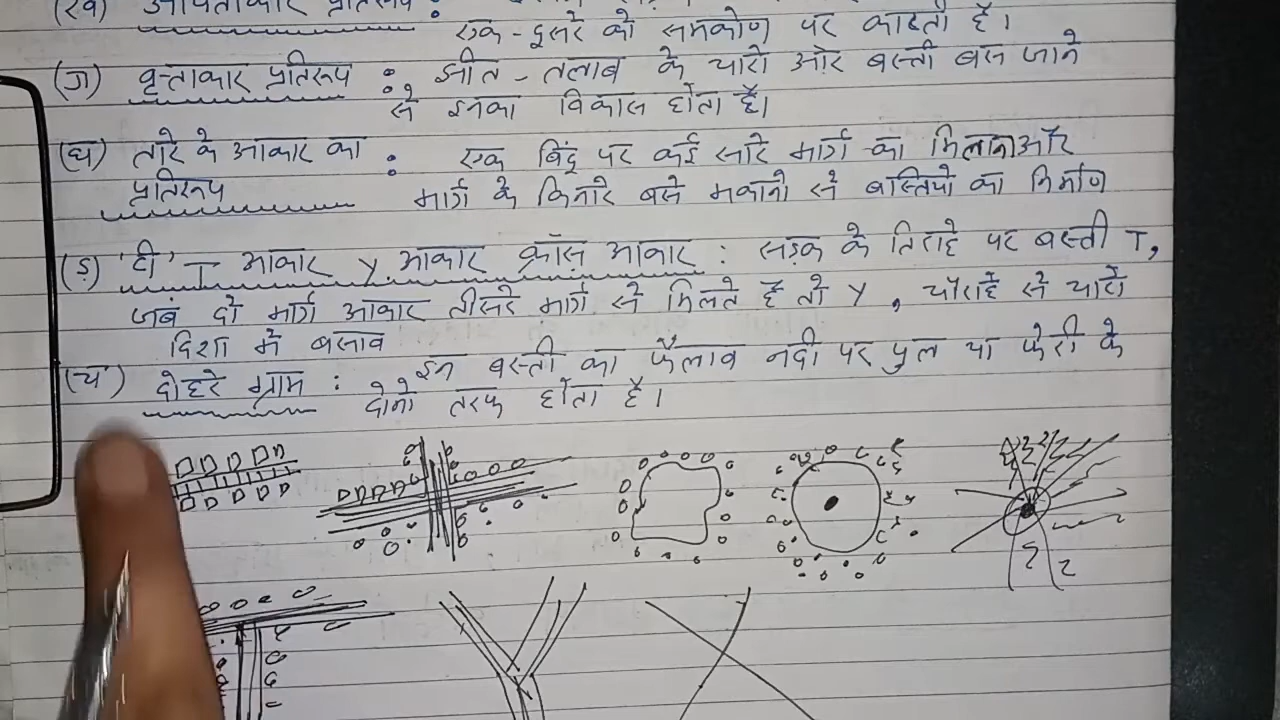 (ख) आयताकार प्रतिरूप :
एक-दूसरे को समकोण पर काटती है।
(ग) वृत्ताकार प्रतिरूप : झील-तलाब के चारो ओर बस्ती बस जाने
से इनका विकास होता है।
(घ) तारे के आकार का : एक बिंदू पर कई सारे मार्ग का मिलना और
प्रतिरूप मार्ग के किनारे बसे मकानो से बस्तियो का निर्माण
(ङ) 'टी' T आकार Y आकार क्रॉस आकार : सड़क के तिराहे पर बस्ती T,
जब दो मार्ग आकार तीसरे मार्ग से मिलते है तो Y, चौराहे से चारों
दिशा में बसाव
(च) दोहरे ग्राम : इन बस्ती का फैलाव नदी पर पुल या फेरी के
दोनो तरफ होता है।